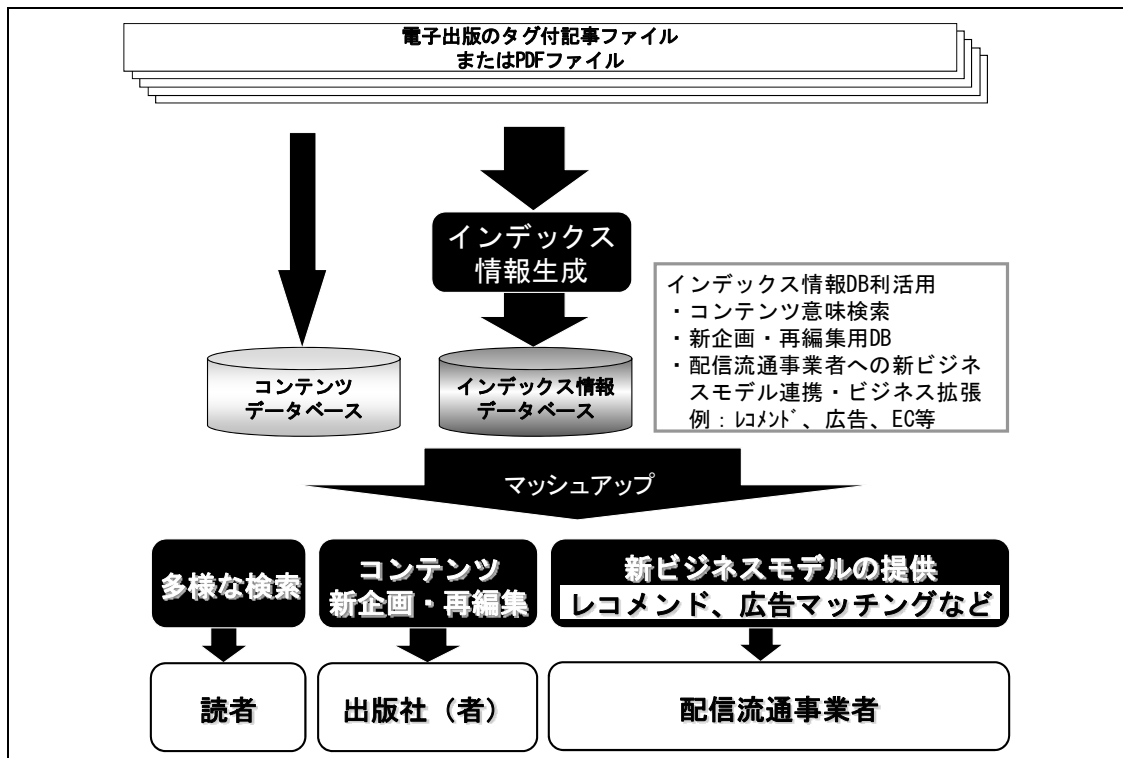 電子出版のタグ付記事ファイル
またはPDFファイル
インデックス
情報生成
インデックス情報DB利活用
・コンテンツ意味検索
・新企画・再編集用DB
・配信流通事業者への新ビジネ
スモデル連携・ビジネス拡張
例：ﾚｺﾒﾝﾄﾞ、広告、EC等
コンテンツ
データベース
インデックス情報
データベース
マッシュアップ
多様な検索
コンテンツ
新企画・再編集
新ビジネスモデルの提供
レコメンド、広告マッチングなど
読者
出版社（者）
配信流通事業者